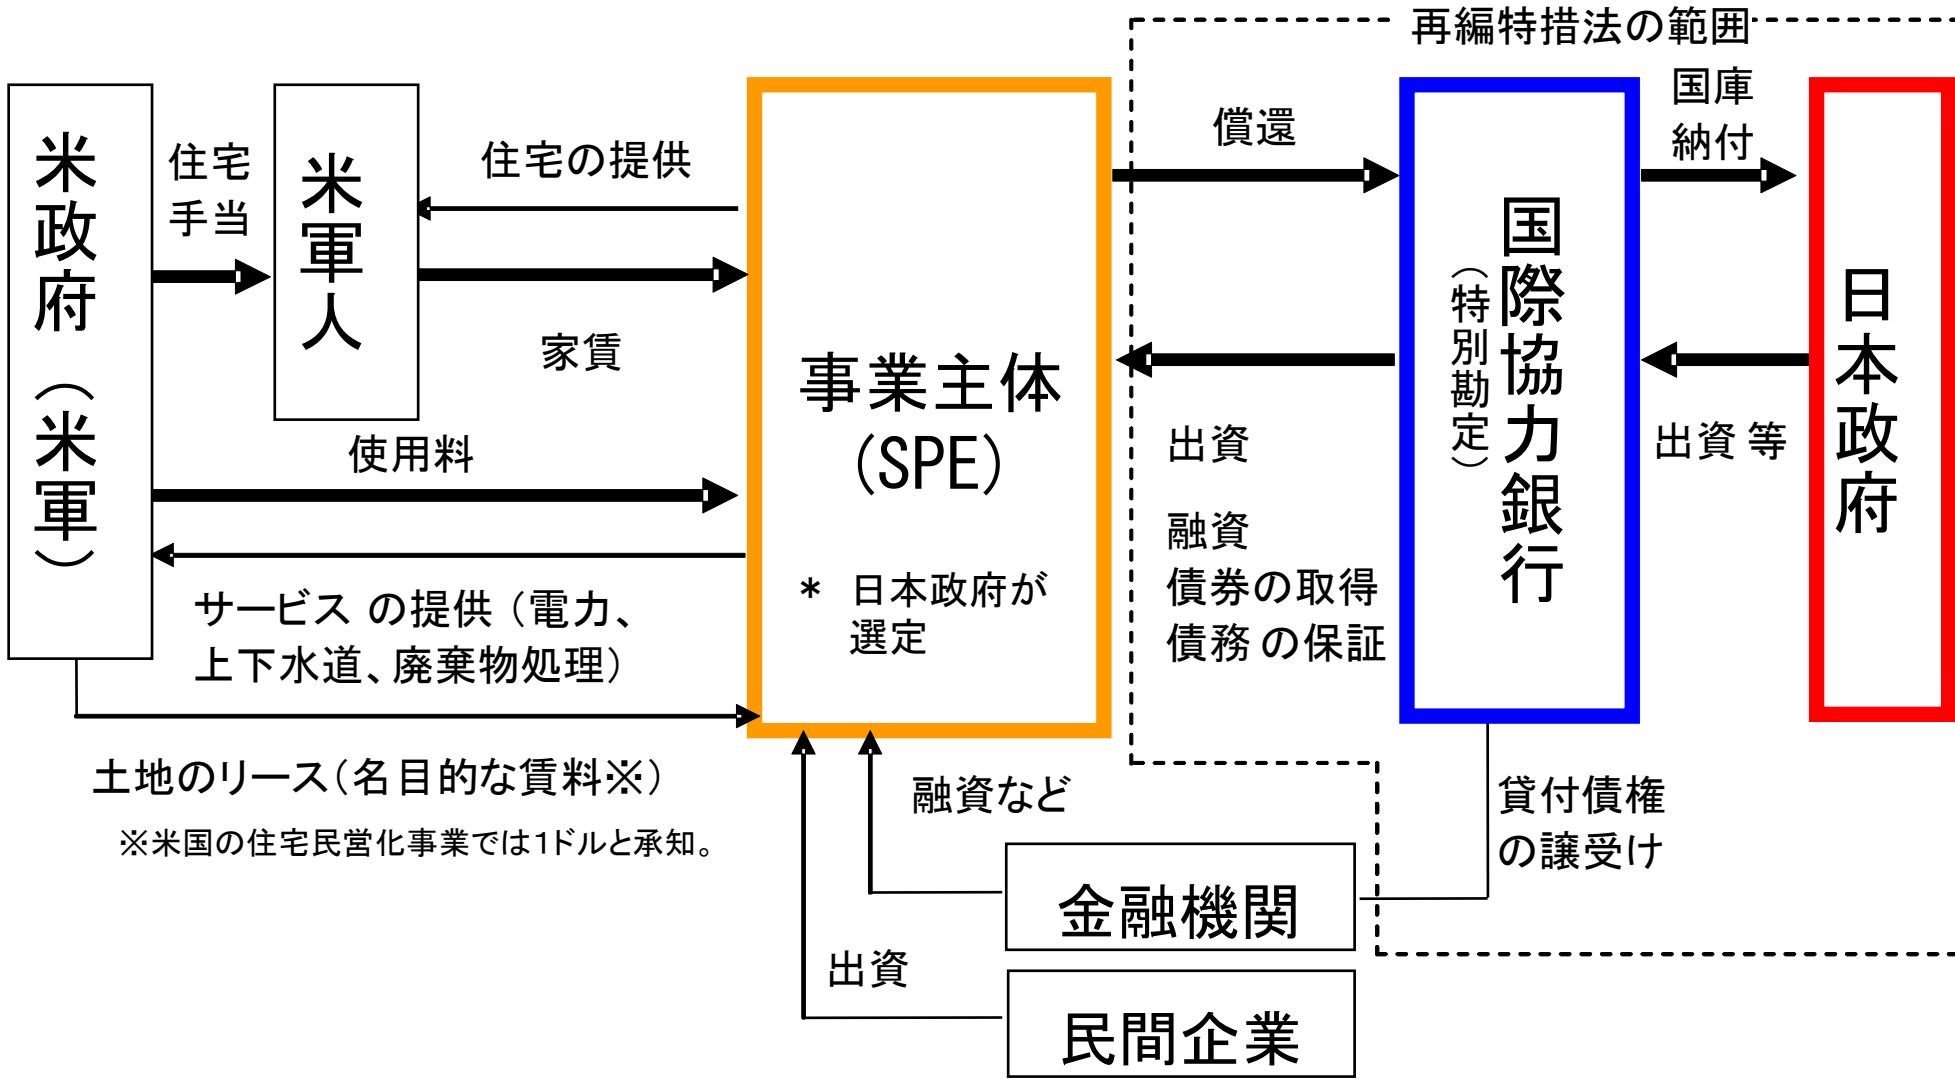 再編特措法の範囲
米政府（米軍）
住宅
手当
米軍人
住宅の提供
家賃
使用料
サービス の提供（電力、
上下水道、廃棄物処理）
土地のリース（名目的な賃料※）
※米国の住宅民営化事業では1ドルと承知。
事業主体
（SPE）
* 日本政府が
選定
償還
出資
融資
債券の取得
債務 の保証
国際協力銀行
（特別勘定）
国庫
納付
出資 等
日本政府
融資など
貸付債権
の譲受け
金融機関
出資
民間企業